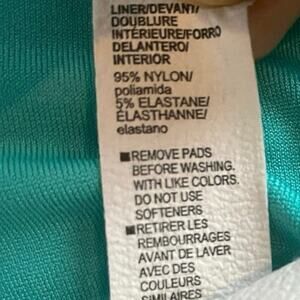 LINER/DEVANT/
DOUBLURE
INTÉRIEURE/FORRO
DELANTERO/
INTERIOR
95% NYLON/
poliamida
5% ELASTANE/
ÉLASTHANNE/
elastano
■REMOVE PADS
BEFORE WASHING.
WITH LIKE COLORS.
DO NOT USE
SOFTENERS
■RETIRER LES
REMBOURRAGES
AVANT DE LAVER
AVEC DES
COULEURS
SIMILAIRES